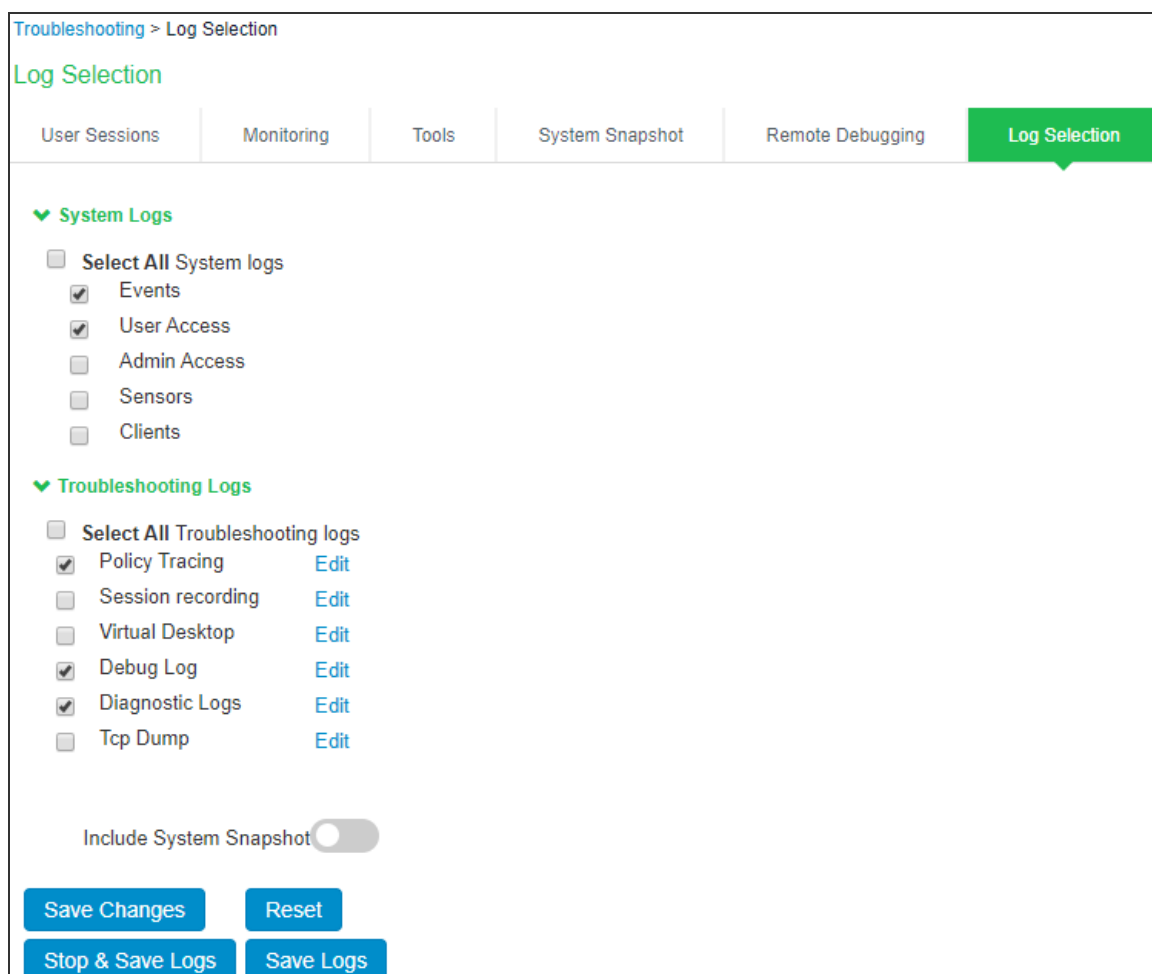 Troubleshooting > Log Selection
Log Selection
User Sessions Monitoring Tools System Snapshot Remote Debugging Log Selection
System Logs
Select All System logs
Events
User Access
Admin Access
Sensors
Clients
Troubleshooting Logs
Select All Troubleshooting logs
Policy Tracing Edit
Session recording Edit
Virtual Desktop Edit
Debug Log Edit
Diagnostic Logs Edit
Tcp Dump Edit
Include System Snapshot
Save Changes Reset
Stop & Save Logs Save Logs